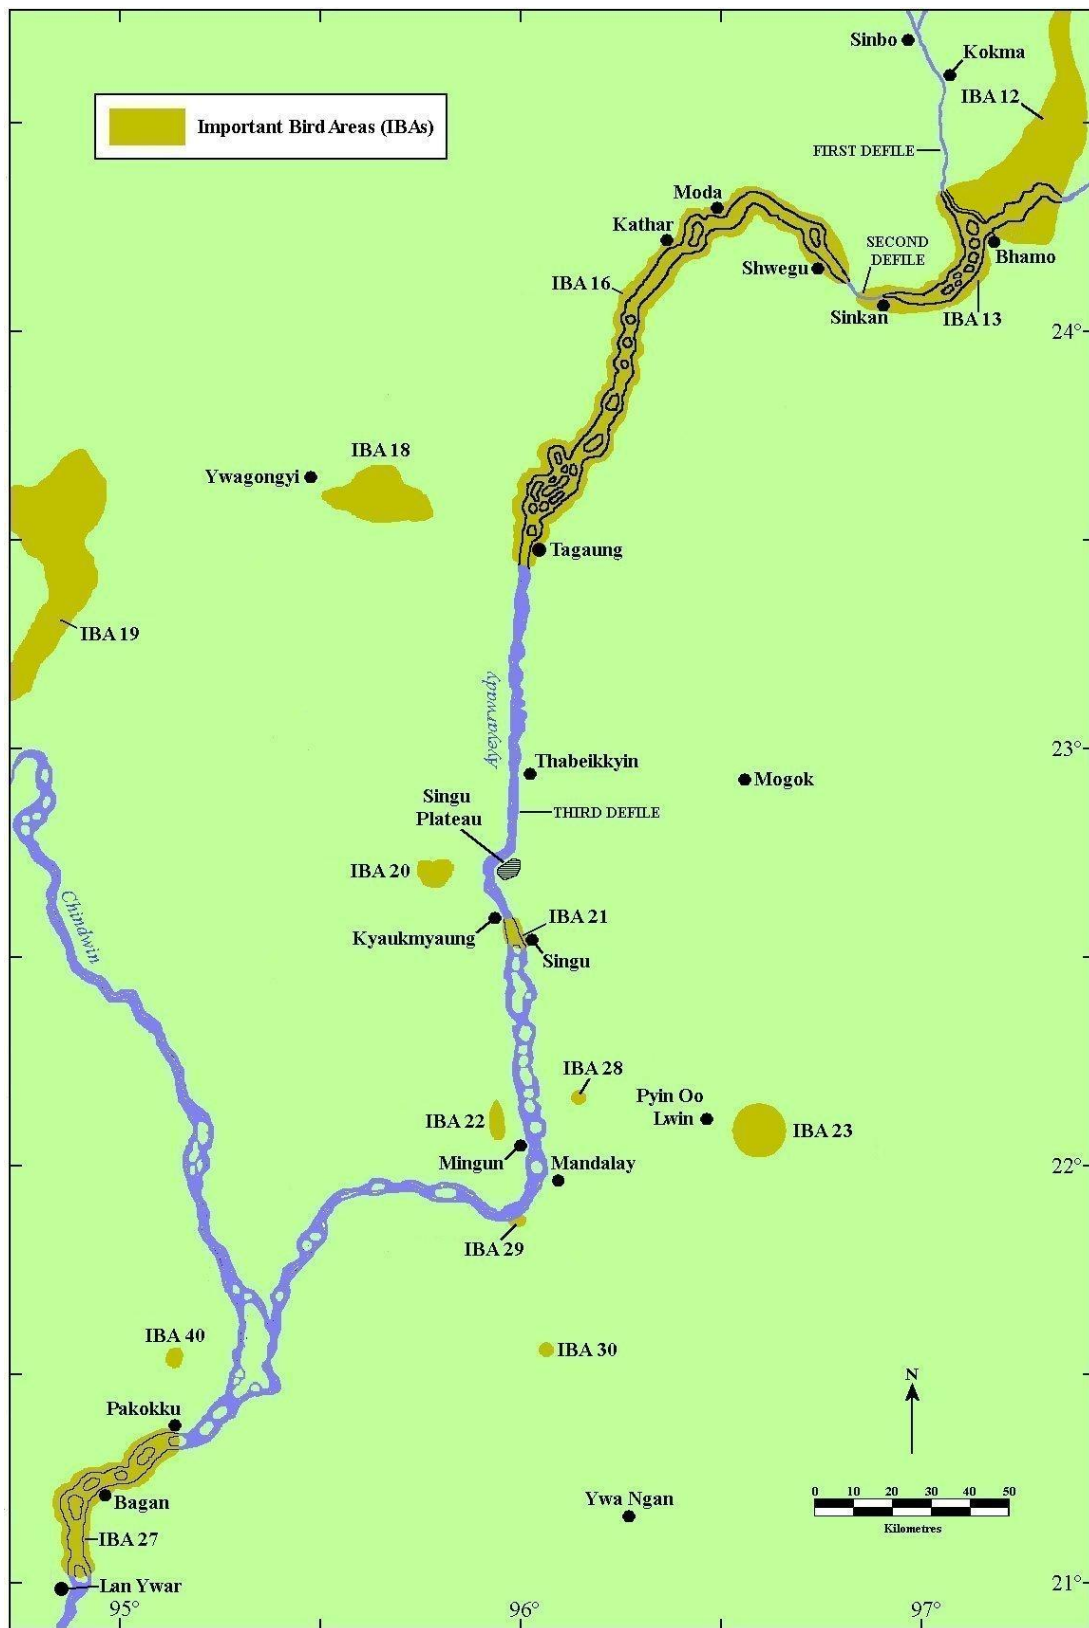 Sinbo
Kokma
IBA 12
Important Bird Areas (IBAs)
FIRST DEFILE
Moda
Kathar
SECOND
DEFILE
Shwegu
Bhamo
IBA 16
Sinkan
IBA 13
24°
IBA 18
Ywagongyi
Tagaung
IBA 19
Ayeyarwady
23°
Thabeikkyin
Mogok
Singu
Plateau
THIRD DEFILE
IBA 20
Chindwin
IBA 21
Kyaukmyaung
Singu
IBA 28
Pyin Oo
Lwin
IBA 22
IBA 23
Mingun
Mandalay
22°
IBA 29
IBA 40
IBA 30
N
Pakokku
Bagan
Ywa Ngan
0 10 20 30 40 50
Kilometres
IBA 27
Lan Ywar
21°
95°
96°
97°